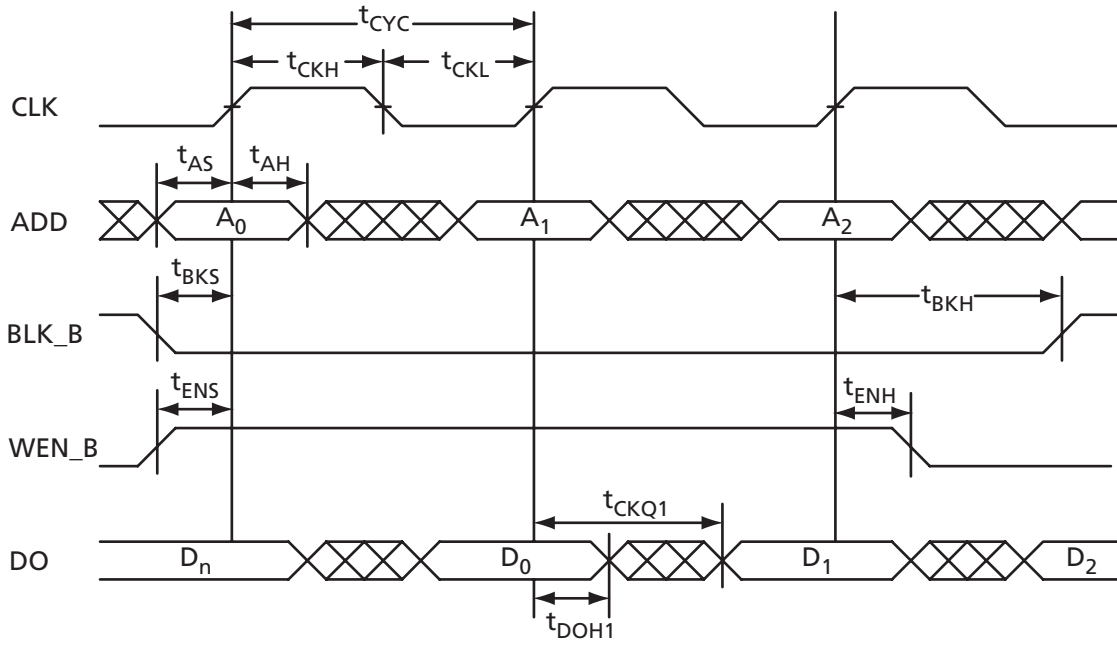 tCYC
tCKH tCKL
CLK
tAS tAH
ADD A0 A1 A2
tBKS tBKH
BLK_B
tENS tENH
WEN_B
tCKQ1
DO Dn D0 D1 D2
tDOH1